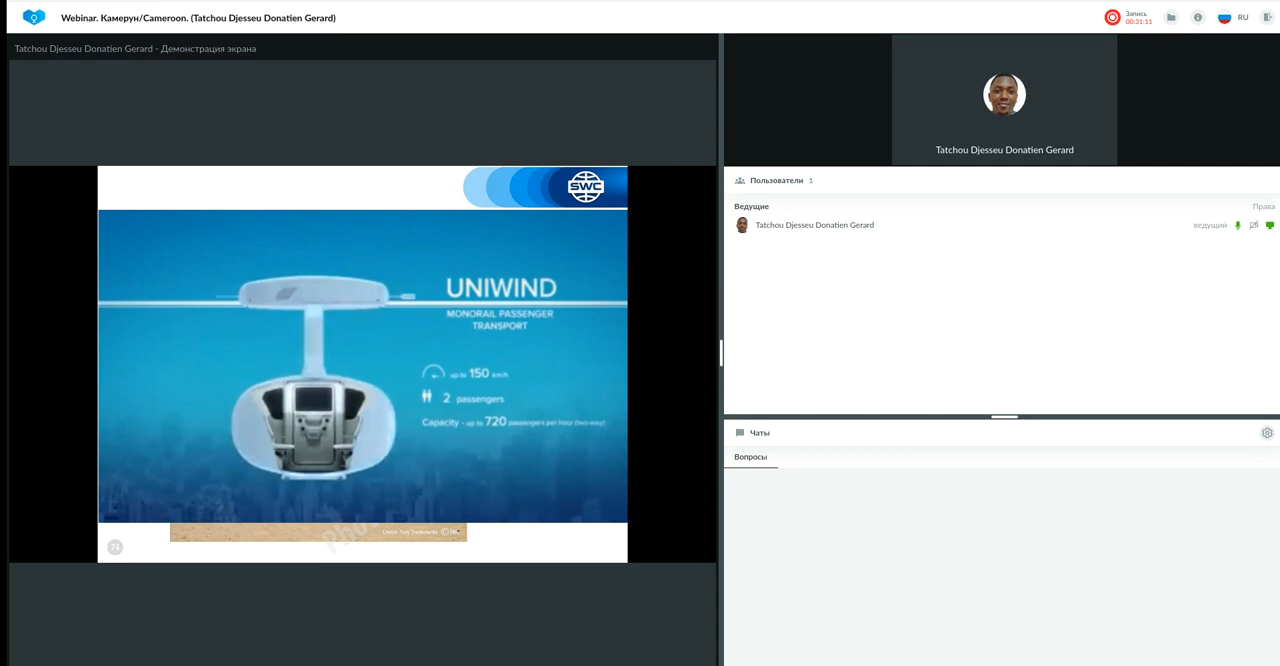 Webinar. Камерун/Cameroon. (Tatchou Djesseu Donatien Gerard)
Запись
00:31:11
RU
Tatchou Djesseu Donatien Gerard - Демонстрация экрана
SWC
UNIWIND
MONORAIL PASSENGER
TRANSPORT
up to 150 km/h
2 passengers
Capacity - up to 720 passengers per hour (two-way)
74
Tatchou Djesseu Donatien Gerard
Пользователи 1
Ведущие
Права
Tatchou Djesseu Donatien Gerard
ведущий
Чаты
Вопросы